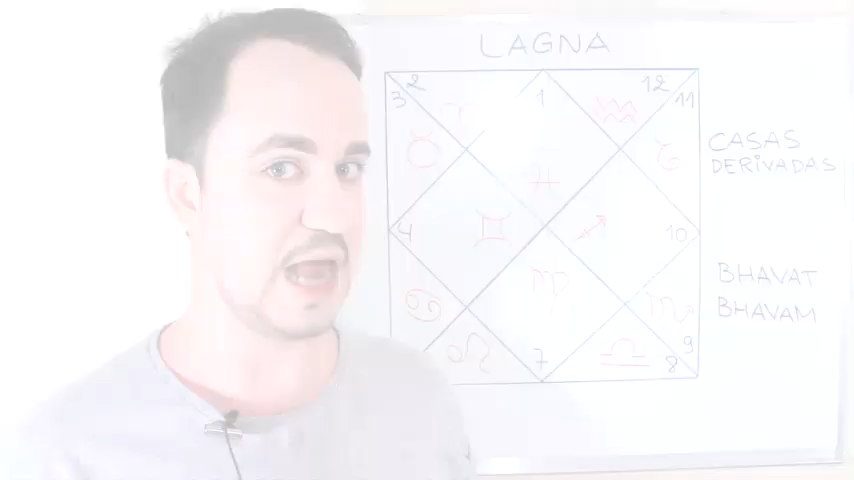 LAGNA
2 12
3 1 11
♈ ♒
♉ ♑
♓
CASAS
DERIVADAS
4 ♊ ♐ 10
♋ ♍ ♏
♌ 7 ♎ 8 9
BHAVAT
BHAVAM